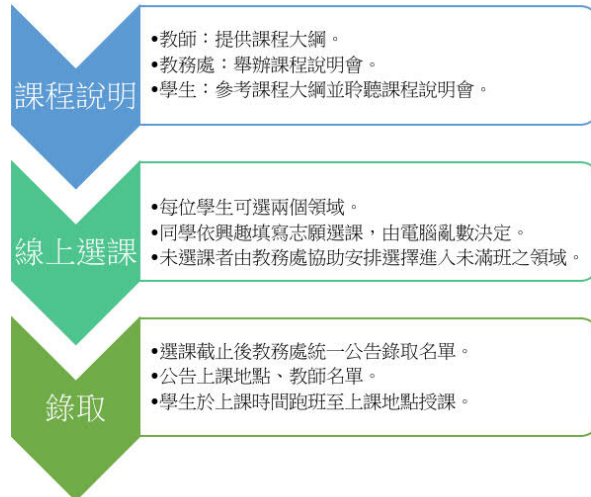 課程說明
•教師：提供課程大綱。
•教務處：舉辦課程說明會。
•學生：參考課程大綱並聆聽課程說明會。
線上選課
•每位學生可選兩個領域。
•同學依興趣填寫志願選課，由電腦亂數決定。
•未選課者由教務處協助安排選擇進入未滿班之領域。
錄取
•選課截止後教務處統一公告錄取名單。
•公告上課地點、教師名單。
•學生於上課時間跑班至上課地點授課。